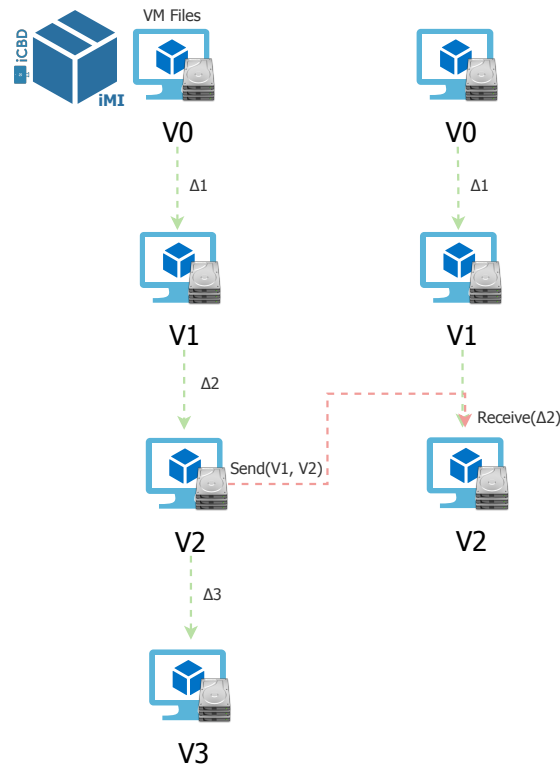 VM Files
iCBD
iMI
V0
V0
Δ1
Δ1
V1
V1
Δ2
Receive(Δ2)
Send(V1, V2)
V2
V2
Δ3
V3